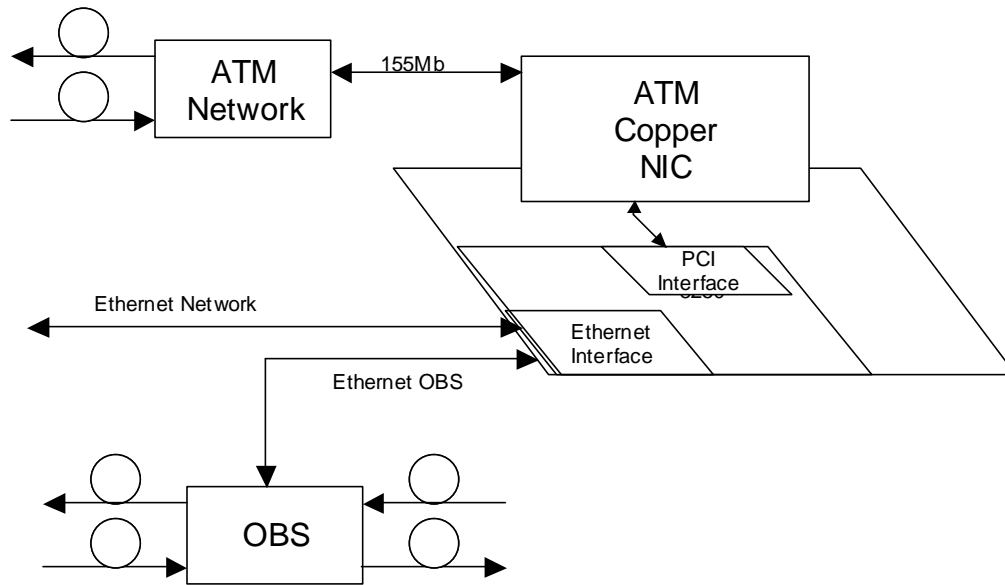 ATM
Network
155Mb
ATM
Copper
NIC
PCI
Interface
Ethernet Network
Ethernet
Interface
Ethernet OBS
OBS